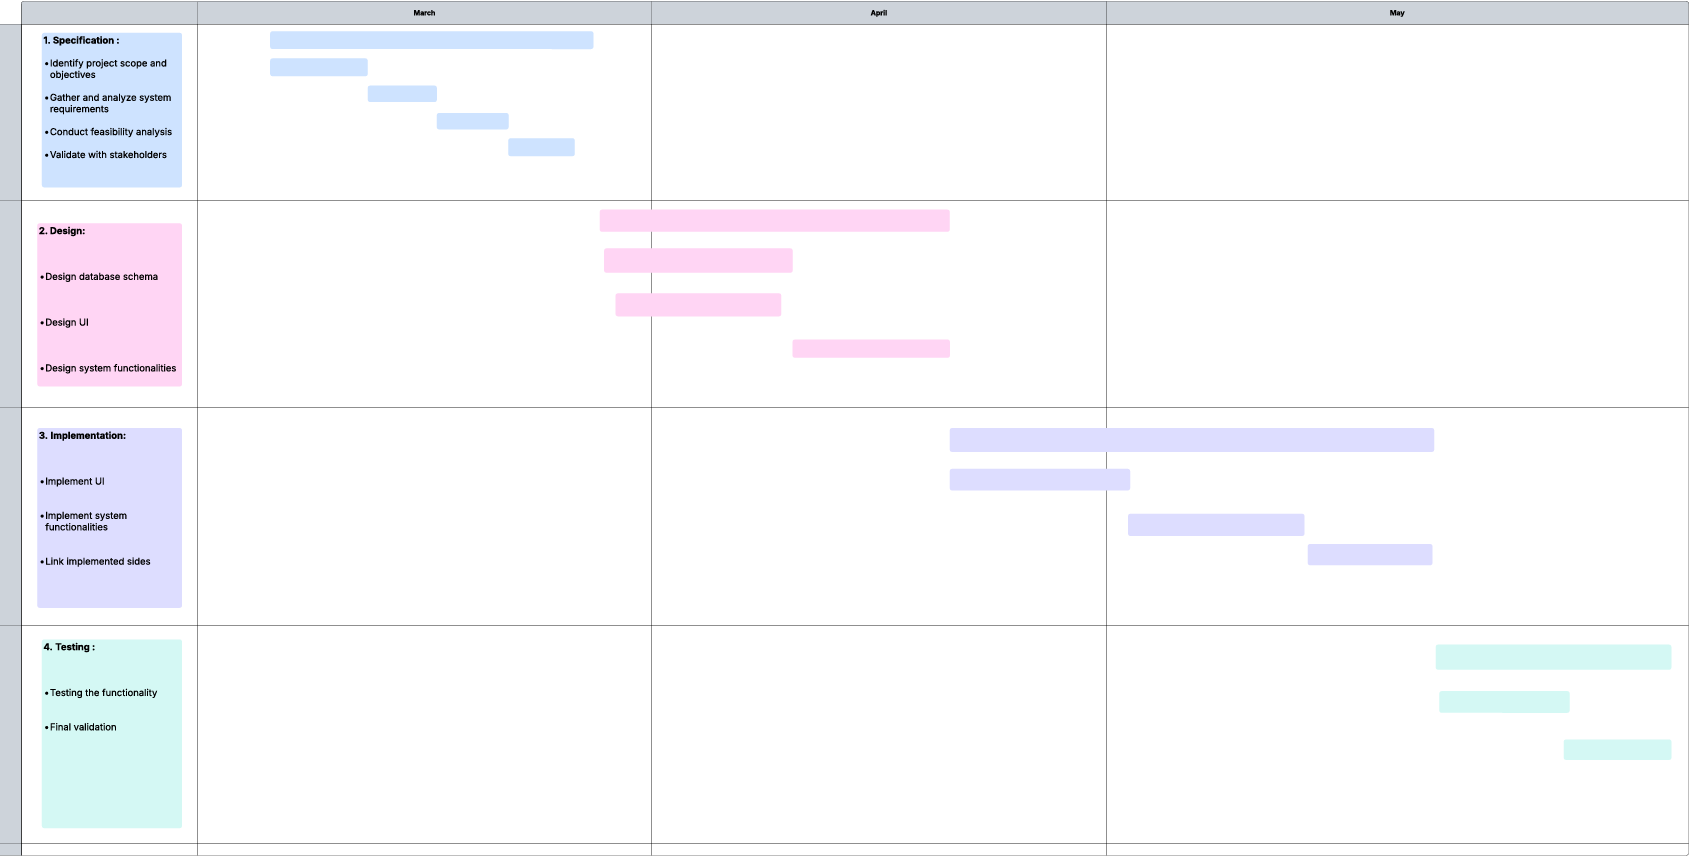 March
April
May
1. Specification :
•Identify project scope and
objectives
•Gather and analyze system
requirements
•Conduct feasibility analysis
•Validate with stakeholders
2. Design:
•Design database schema
•Design UI
•Design system functionalities
3. Implementation:
•Implement UI
•Implement system
functionalities
•Link implemented sides
4. Testing :
•Testing the functionality
•Final validation